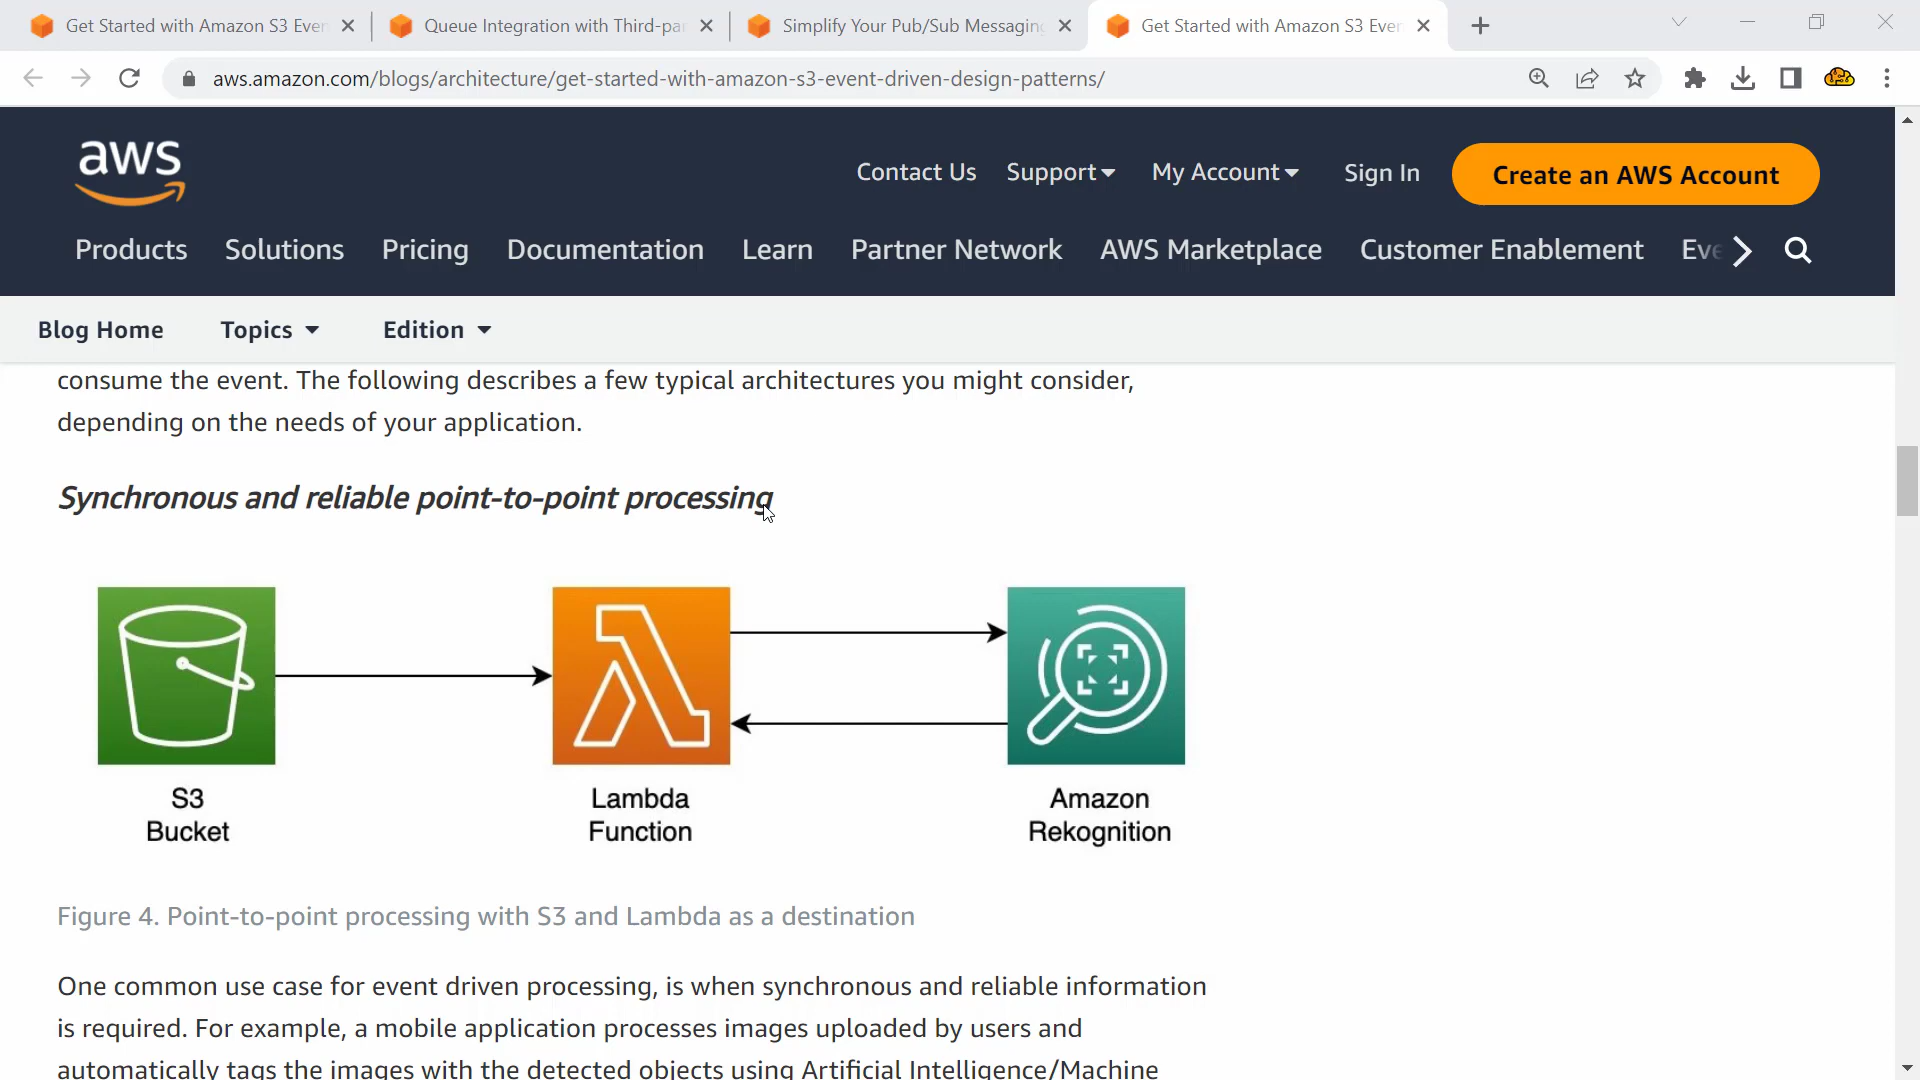 Get Started with Amazon S3 Even
Queue Integration with Third-par
Simplify Your Pub/Sub Messaging
Get Started with Amazon S3 Even
aws.amazon.com/blogs/architecture/get-started-with-amazon-s3-event-driven-design-patterns/
aws
Contact Us
Support
My Account
Sign In
Create an AWS Account
Products
Solutions
Pricing
Documentation
Learn
Partner Network
AWS Marketplace
Customer Enablement
Eve
Blog Home
Topics
Edition
consume the event. The following describes a few typical architectures you might consider,
depending on the needs of your application.
Synchronous and reliable point-to-point processing
S3
Bucket
Lambda
Function
Amazon
Rekognition
Figure 4. Point-to-point processing with S3 and Lambda as a destination
One common use case for event driven processing, is when synchronous and reliable information
is required. For example, a mobile application processes images uploaded by users and
automatically tags the images with the detected objects using Artificial Intelligence/Machine